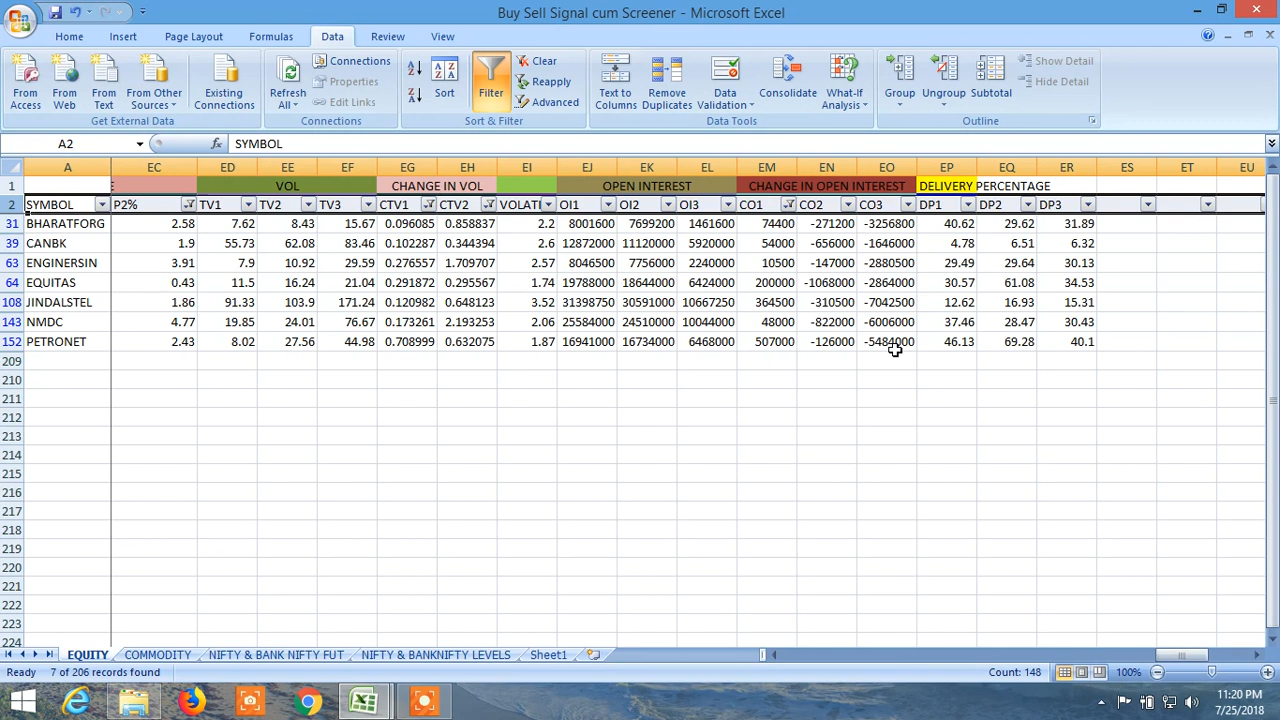 Buy Sell Signal cum Screener - Microsoft Excel
Home Insert Page Layout Formulas Data Review View
From Access From Web From Text From Other Sources Existing Connections Refresh All Connections Properties Edit Links Sort Filter Clear Reapply Advanced Text to Columns Remove Duplicates Data Validation Consolidate What-If Analysis Group Ungroup Subtotal Show Detail Hide Detail
Get External Data Connections Sort & Filter Data Tools Outline
A2 fx SYMBOL
A EC ED EE EF EG EH EI EJ EK EL EM EN EO EP EQ ER ES ET EU
1 E VOL CHANGE IN VOL OPEN INTEREST CHANGE IN OPEN INTEREST DELIVERY PERCENTAGE
2 SYMBOL P2% TV1 TV2 TV3 CTV1 CTV2 VOLATI OI1 OI2 OI3 CO1 CO2 CO3 DP1 DP2 DP3
31 BHARATFORG 2.58 7.62 8.43 15.67 0.096085 0.858837 2.2 8001600 7699200 1461600 74400 -271200 -3256800 40.62 29.62 31.89
39 CANBK 1.9 55.73 62.08 83.46 0.102287 0.344394 2.6 12872000 11120000 5920000 54000 -656000 -1646000 4.78 6.51 6.32
63 ENGINERSIN 3.91 7.9 10.92 29.59 0.276557 1.709707 2.57 8046500 7756000 2240000 10500 -147000 -2880500 29.49 29.64 30.13
64 EQUITAS 0.43 11.5 16.24 21.04 0.291872 0.295567 1.74 19788000 18644000 6424000 200000 -1068000 -2864000 30.57 61.08 34.53
108 JINDALSTEL 1.86 91.33 103.9 171.24 0.120982 0.648123 3.52 31398750 30591000 10667250 364500 -310500 -7042500 12.62 16.93 15.31
143 NMDC 4.77 19.85 24.01 76.67 0.173261 2.193253 2.06 25584000 24510000 10044000 48000 -822000 -6006000 37.46 28.47 30.43
152 PETRONET 2.43 8.02 27.56 44.98 0.708999 0.632075 1.87 16941000 16734000 6468000 507000 -126000 -5484000 46.13 69.28 40.1
209
210
211
212
213
214
215
216
217
218
219
220
221
222
223
224
EQUITY COMMODITY NIFTY & BANK NIFTY FUT NIFTY & BANKNIFTY LEVELS Sheet1
Ready 7 of 206 records found Count: 148 100%
11:20 PM
7/25/2018